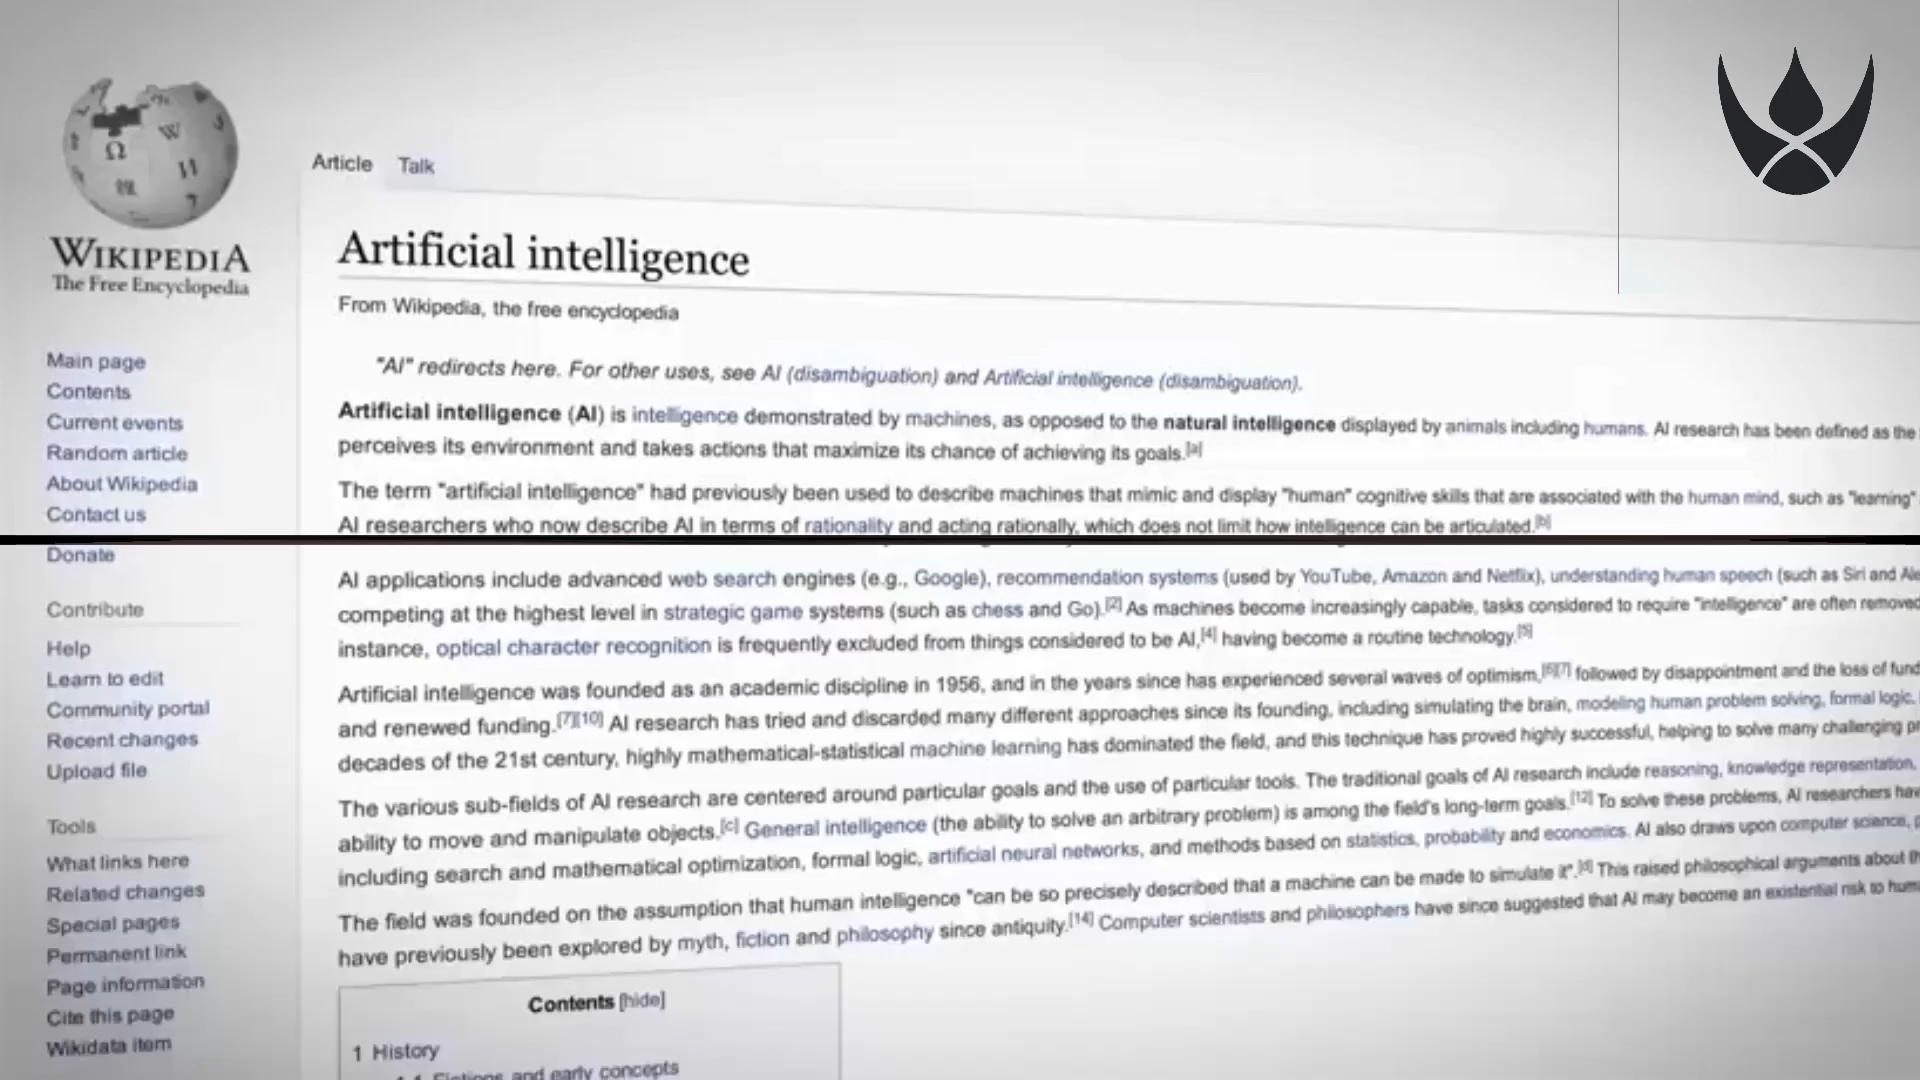 WIKIPEDIA
The Free Encyclopedia
Main page
Contents
Current events
Random article
About Wikipedia
Contact us
Donate
Contribute
Help
Learn to edit
Community portal
Recent changes
Upload file
Tools
What links here
Related changes
Special pages
Permanent link
Page information
Cite this page
Wikidata item
Article Talk
Artificial intelligence
From Wikipedia, the free encyclopedia
"AI" redirects here. For other uses, see AI (disambiguation) and Artificial intelligence (disambiguation).
Artificial intelligence (AI) is intelligence demonstrated by machines, as opposed to the natural intelligence displayed by animals including humans. AI research has been defined as the
perceives its environment and takes actions that maximize its chance of achieving its goals.[a]
The term "artificial intelligence" had previously been used to describe machines that mimic and display "human" cognitive skills that are associated with the human mind, such as "learning"
AI researchers who now describe AI in terms of rationality and acting rationally, which does not limit how intelligence can be articulated.[b]
AI applications include advanced web search engines (e.g., Google), recommendation systems (used by YouTube, Amazon and Netflix), understanding human speech (such as Siri and
competing at the highest level in strategic game systems (such as chess and Go).[2] As machines become increasingly capable, tasks considered to require "intelligence" are often removed
instance, optical character recognition is frequently excluded from things considered to be AI,[4] having become a routine technology.[5]
Artificial intelligence was founded as an academic discipline in 1956, and in the years since has experienced several waves of optimism,[6][7] followed by disappointment and the loss of
and renewed funding.[7][10] AI research has tried and discarded many different approaches since its founding, including simulating the brain, modeling human problem solving, formal logic,
decades of the 21st century, highly mathematical-statistical machine learning has dominated the field, and this technique has proved highly successful, helping to solve many challenging
The various sub-fields of AI research are centered around particular goals and the use of particular tools. The traditional goals of AI research include reasoning, knowledge representation,
ability to move and manipulate objects.[c] General intelligence (the ability to solve an arbitrary problem) is among the field's long-term goals.[12] To solve these problems, AI researchers
including search and mathematical optimization, formal logic, artificial neural networks, and methods based on statistics, probability and economics. AI also draws upon computer science,
The field was founded on the assumption that human intelligence "can be so precisely described that a machine can be made to simulate it".[d] This raised philosophical arguments about
have previously been explored by myth, fiction and philosophy since antiquity.[14] Computer scientists and philosophers have since suggested that AI may become an existential risk to
Contents [hide]
1 History
1.1 Fictions and early concepts